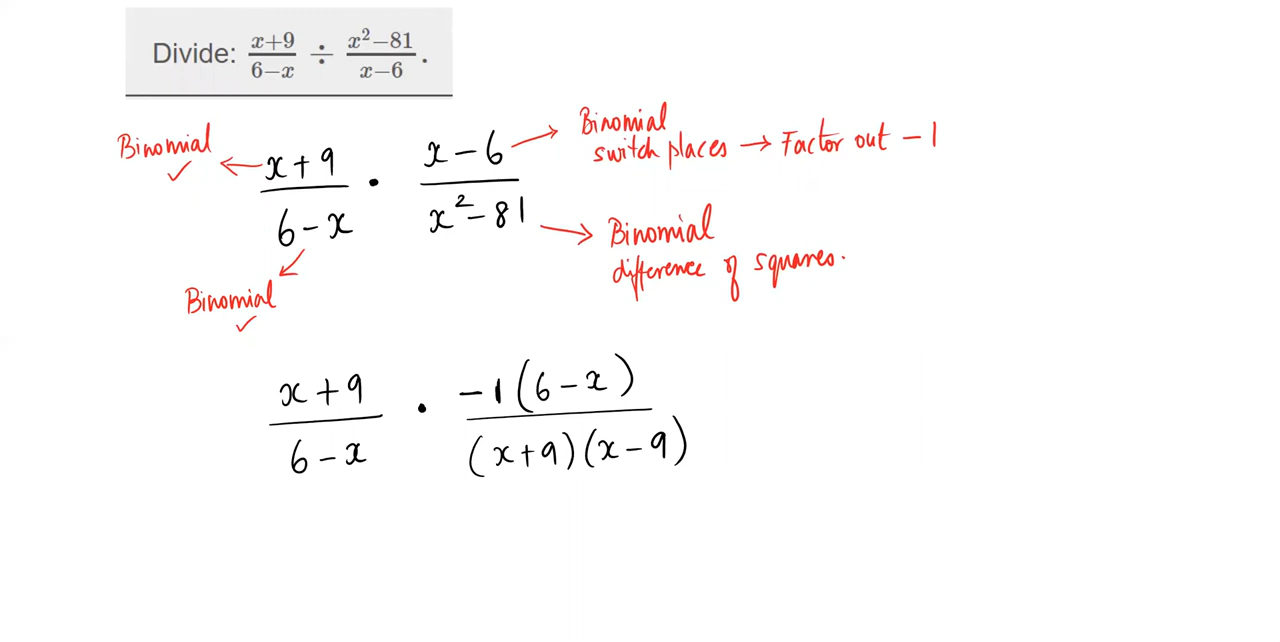 Divide: (x+9)/(6−x) ÷ (x²−81)/(x−6).
Binomial ✓ ← (x+9)/(6−x) · (x−6)/(x²−81) → Binomial
switch places → Factor out −1
→ Binomial
difference of squares.
Binomial ✓
(x+9)/(6−x) · −1(6−x)/(x+9)(x−9)